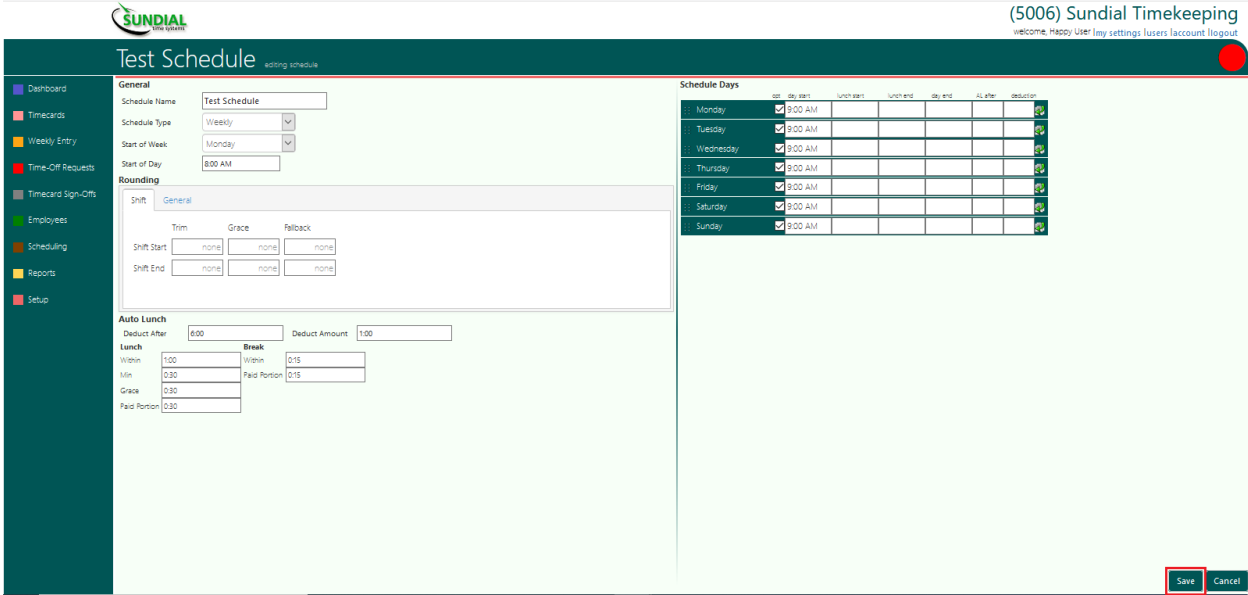 SUNDIAL
time systems
(5006) Sundial Timekeeping
welcome, Happy User |my settings |users |account |logout
Test Schedule editing schedule
Dashboard
Timecards
Weekly Entry
Time-Off Requests
Timecard Sign-Offs
Employees
Scheduling
Reports
Setup
General
Schedule Name Test Schedule
Schedule Type Weekly
Start of Week Monday
Start of Day 8:00 AM
Rounding
Shift General
Trim Grace Fallback
Shift Start none none none
Shift End none none none
Auto Lunch
Deduct After 6:00 Deduct Amount 1:00
Lunch Break
Within 1:00 Within 0:15
Min 0:30 Paid Portion 0:15
Grace 0:30
Paid Portion 0:30
Schedule Days
opt day start lunch start lunch end day end AL after deduction
Monday 9:00 AM
Tuesday 9:00 AM
Wednesday 9:00 AM
Thursday 9:00 AM
Friday 9:00 AM
Saturday 9:00 AM
Sunday 9:00 AM
Save Cancel